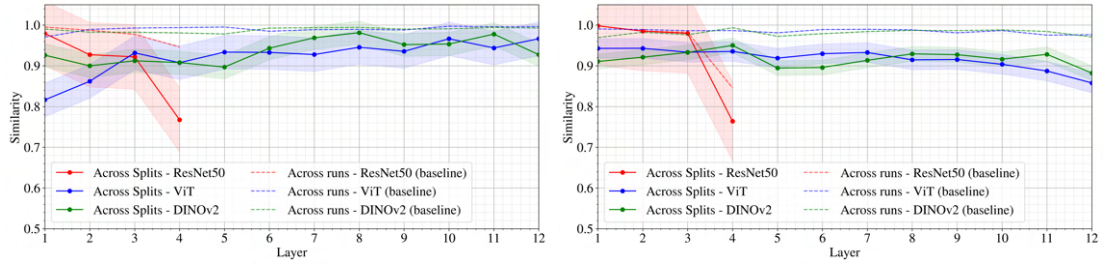 1.0
0.9
0.8
0.7
0.6
0.5
Similarity
Across Splits - ResNet50
Across Splits - ViT
Across Splits - DINOv2
Across runs - ResNet50 (baseline)
Across runs - ViT (baseline)
Across runs - DINOv2 (baseline)
1 2 3 4 5 6 7 8 9 10 11 12
Layer
1.0
0.9
0.8
0.7
0.6
0.5
Similarity
Across Splits - ResNet50
Across Splits - ViT
Across Splits - DINOv2
Across runs - ResNet50 (baseline)
Across runs - ViT (baseline)
Across runs - DINOv2 (baseline)
1 2 3 4 5 6 7 8 9 10 11 12
Layer